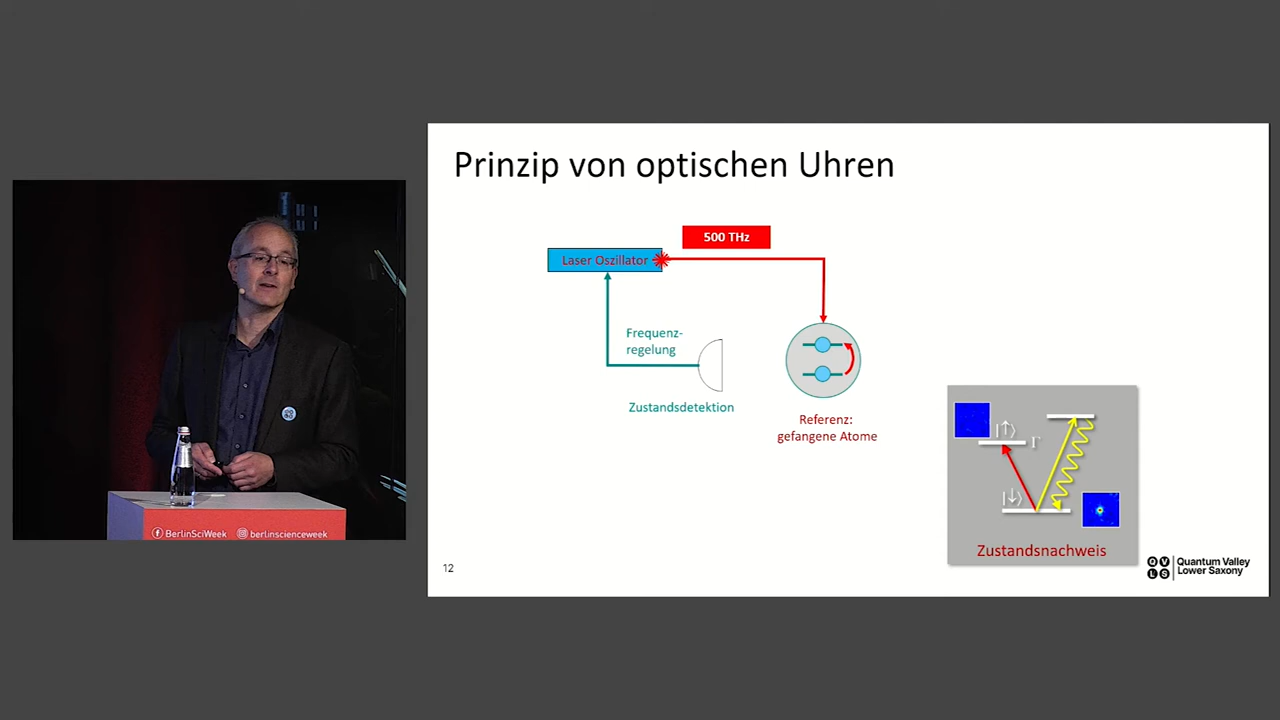 Prinzip von optischen Uhren
500 THz
Laser Oszillator
Frequenz-
regelung
Zustandsdetektion
Referenz:
gefangene Atome
|↑⟩
Γ
|↓⟩
Zustandsnachweis
12
QVLS
Quantum Valley
Lower Saxony
BerlinSciWeek
berlinscienceweek